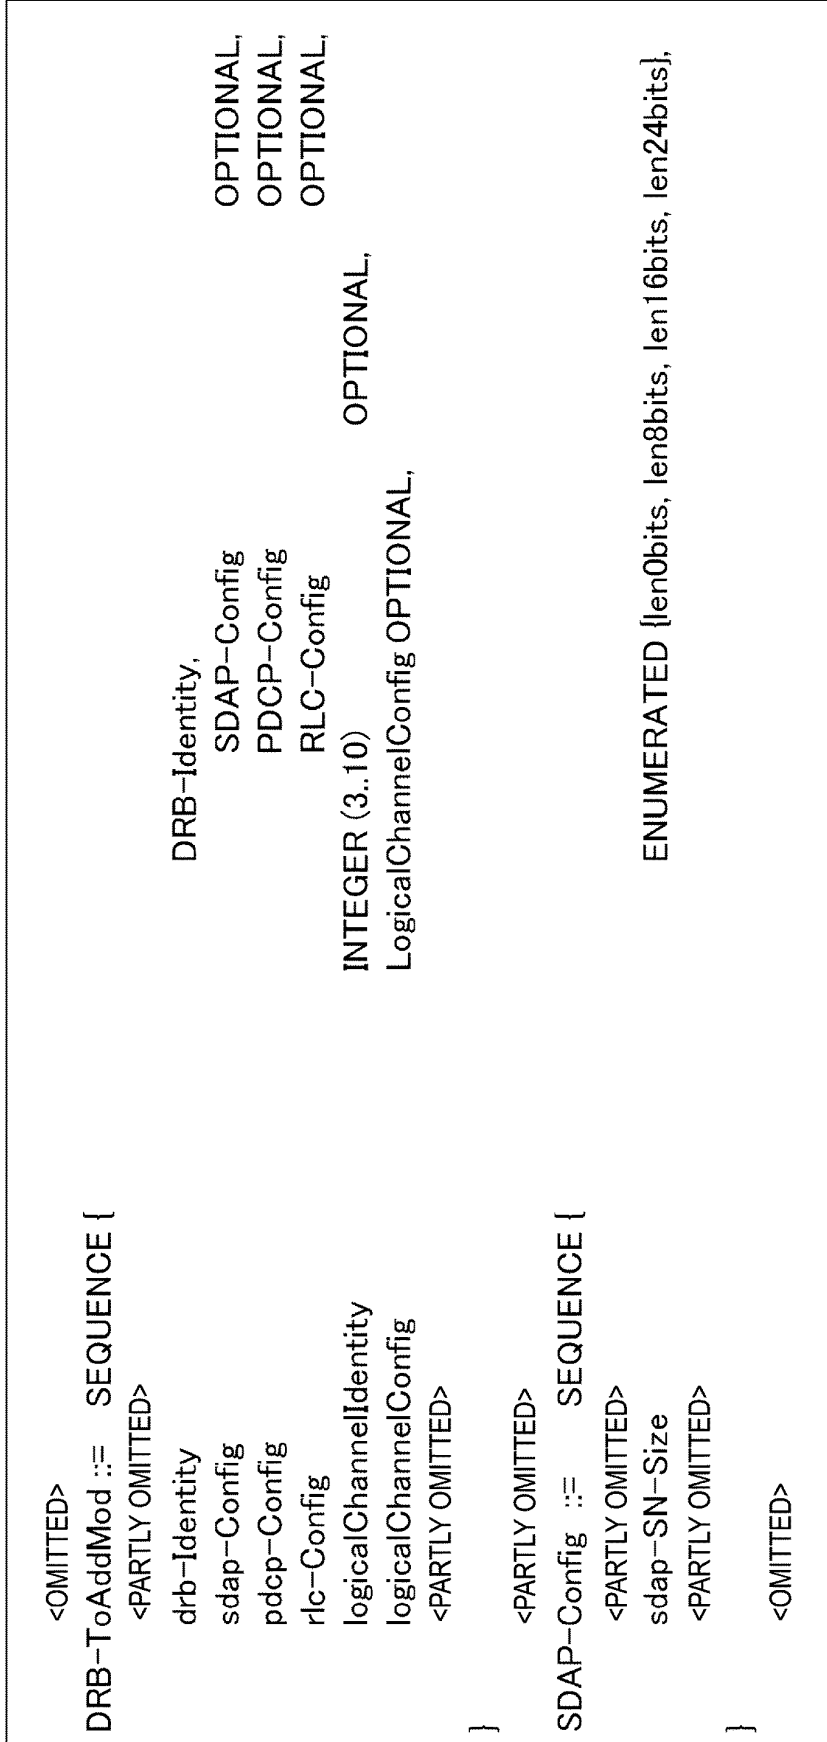 <OMITTED>
DRB-ToAddMod ::= SEQUENCE {
<PARTLY OMITTED>
drb-Identity DRB-Identity,
sdap-Config SDAP-Config OPTIONAL,
pdcp-Config PDCP-Config OPTIONAL,
rlc-Config RLC-Config OPTIONAL,
logicalChannelIdentity INTEGER (3..10) OPTIONAL,
logicalChannelConfig LogicalChannelConfig OPTIONAL,
<PARTLY OMITTED>
}
<PARTLY OMITTED>
SDAP-Config ::= SEQUENCE {
<PARTLY OMITTED>
sdap-SN-Size ENUMERATED {len0bits, len8bits, len16bits, len24bits},
<PARTLY OMITTED>
}
<OMITTED>